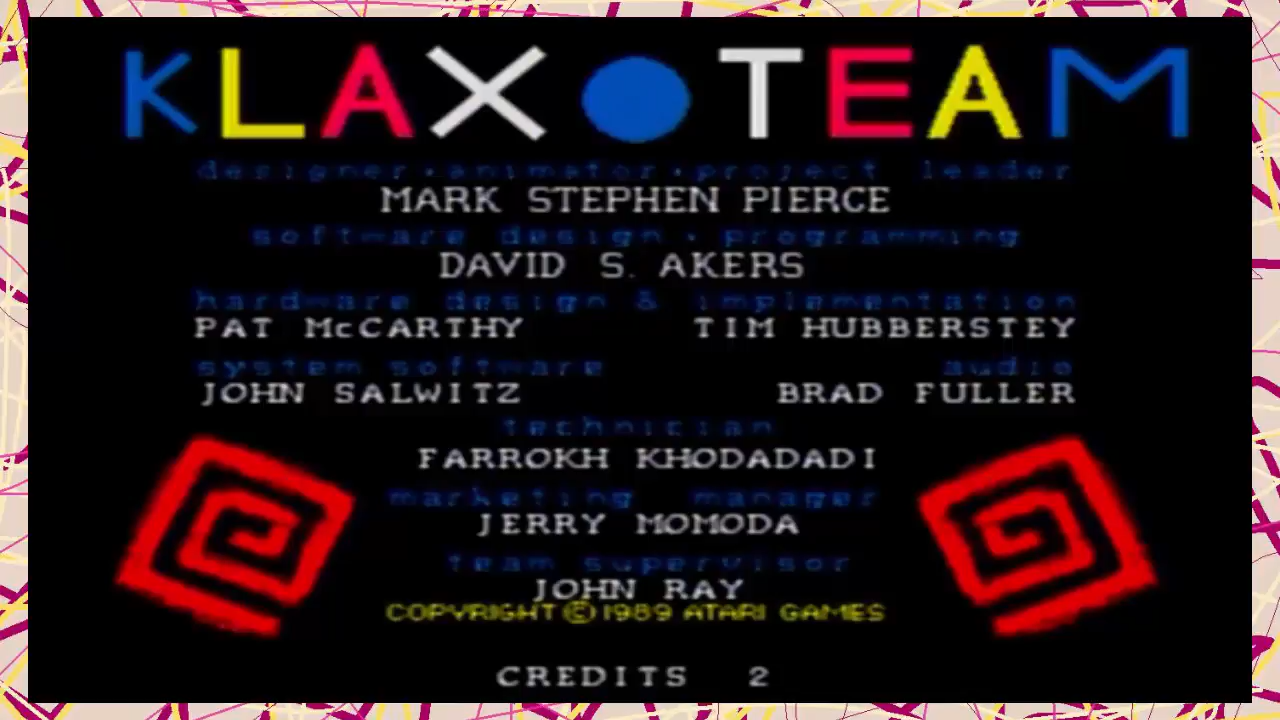 KLAX●TEAM
designer·animator·project leader
MARK STEPHEN PIERCE
software design · programming
DAVID S. AKERS
hardware design & implementation
PAT McCARTHY TIM HUBBERSTEY
system software audio
JOHN SALWITZ BRAD FULLER
technician
FARROKH KHODADADI
marketing manager
JERRY MOMODA
team supervisor
JOHN RAY
COPYRIGHT © 1989 ATARI GAMES
CREDITS 2